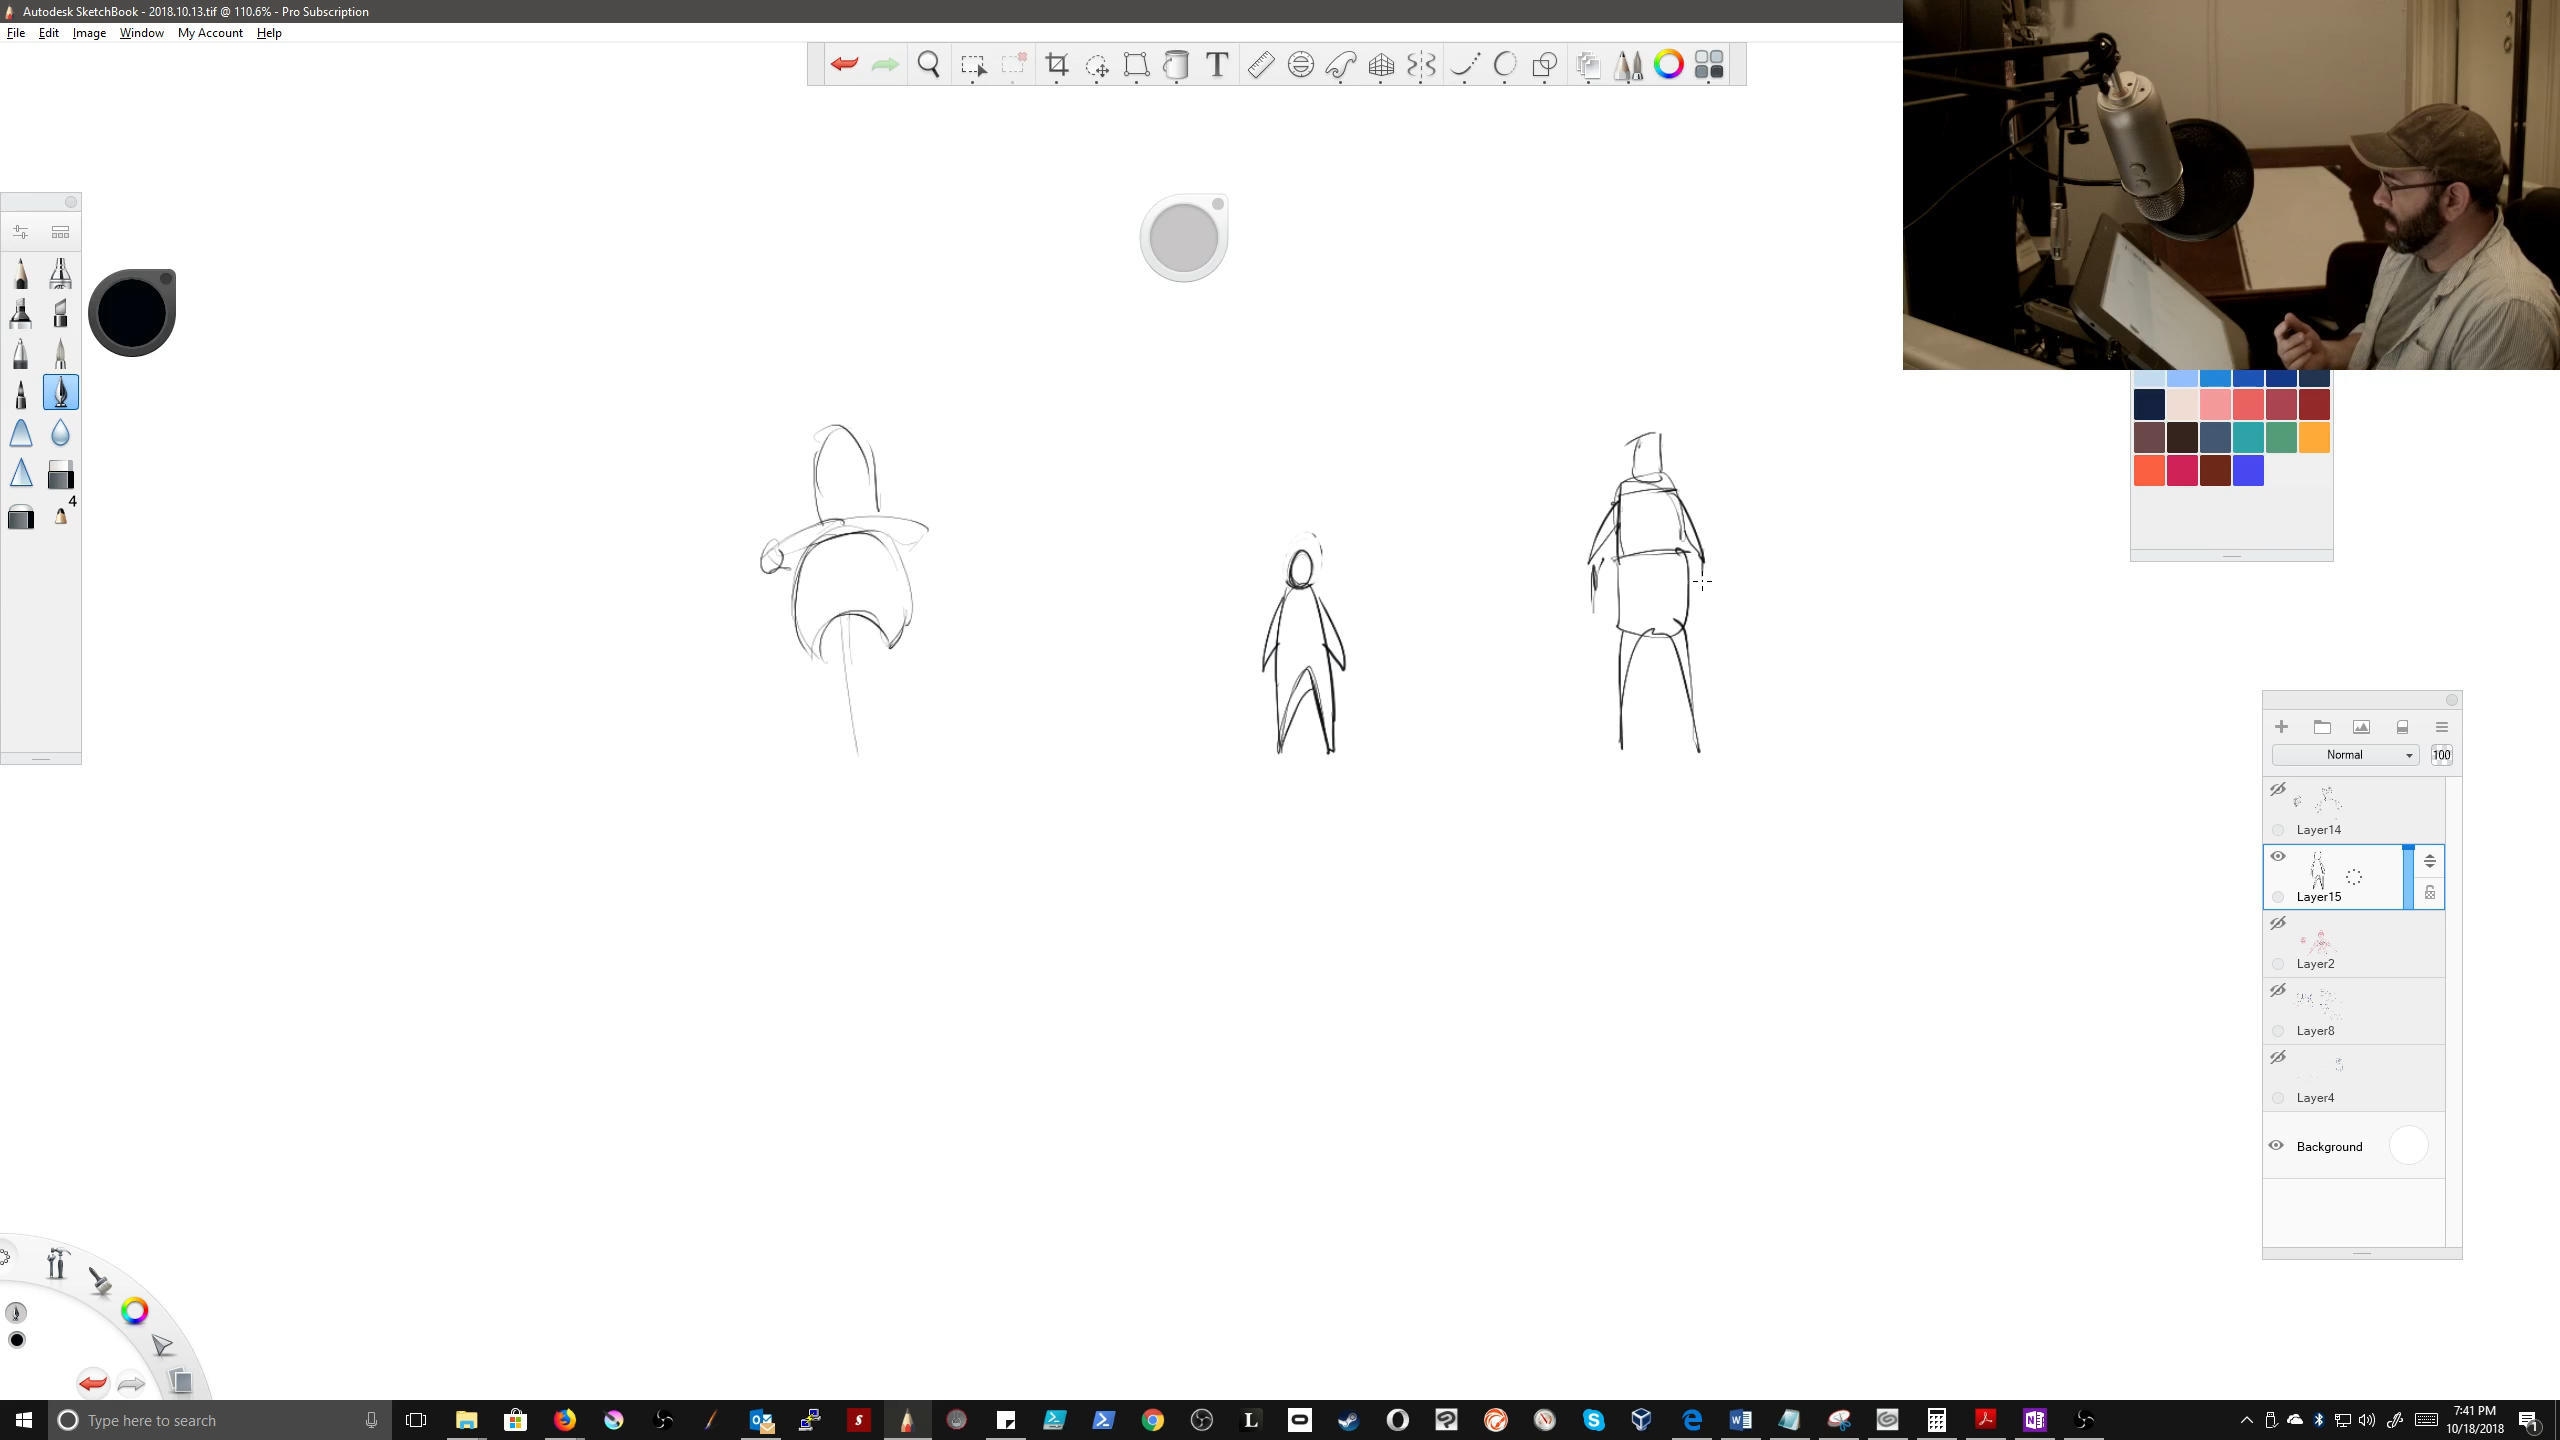 Autodesk SketchBook - 2018.10.13.tif @ 110.6% - Pro Subscription
File Edit Image Window My Account Help
T
4
Normal 100
Layer14
Layer15
Layer2
Layer8
Layer4
Background
Type here to search
7:41 PM
10/18/2018